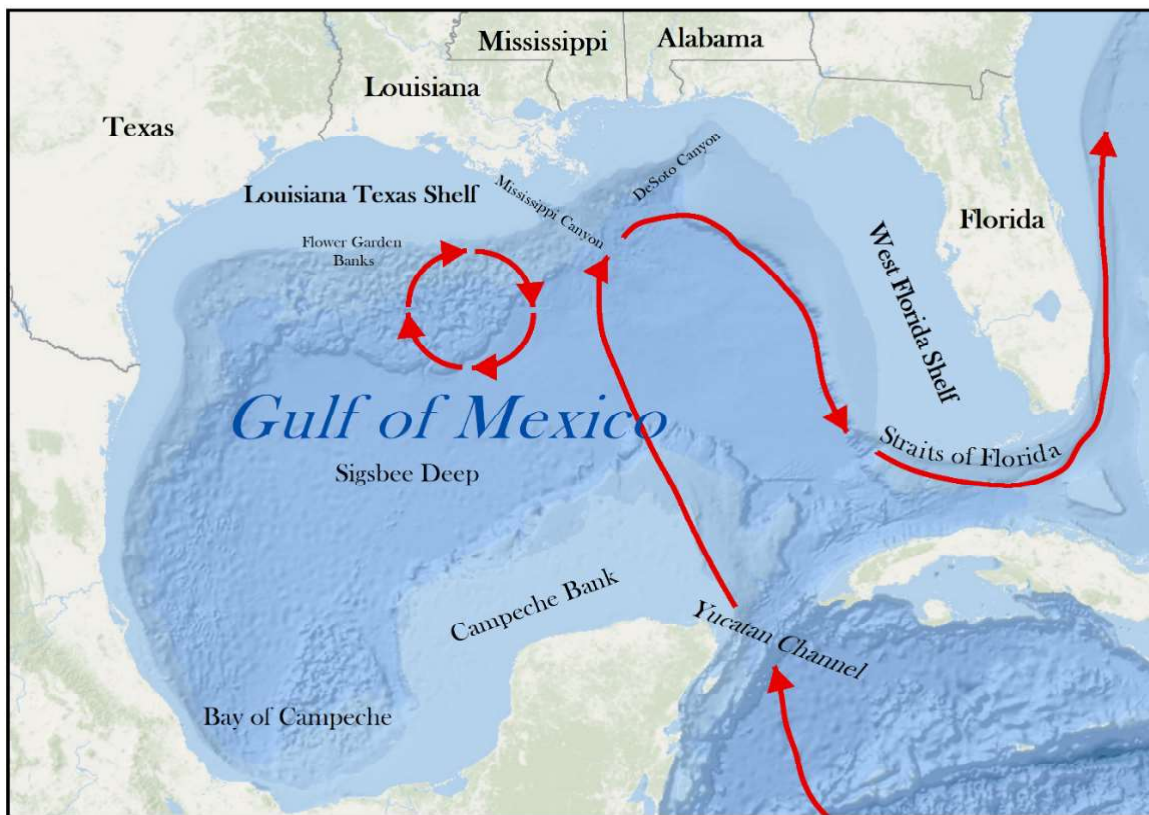 Mississippi
Alabama
Louisiana
Texas
DeSoto Canyon
Mississippi Canyon
Louisiana Texas Shelf
Florida
Flower Garden
Banks
West Florida Shelf
Gulf of Mexico
Straits of Florida
Sigsbee Deep
Campeche Bank
Yucatan Channel
Bay of Campeche